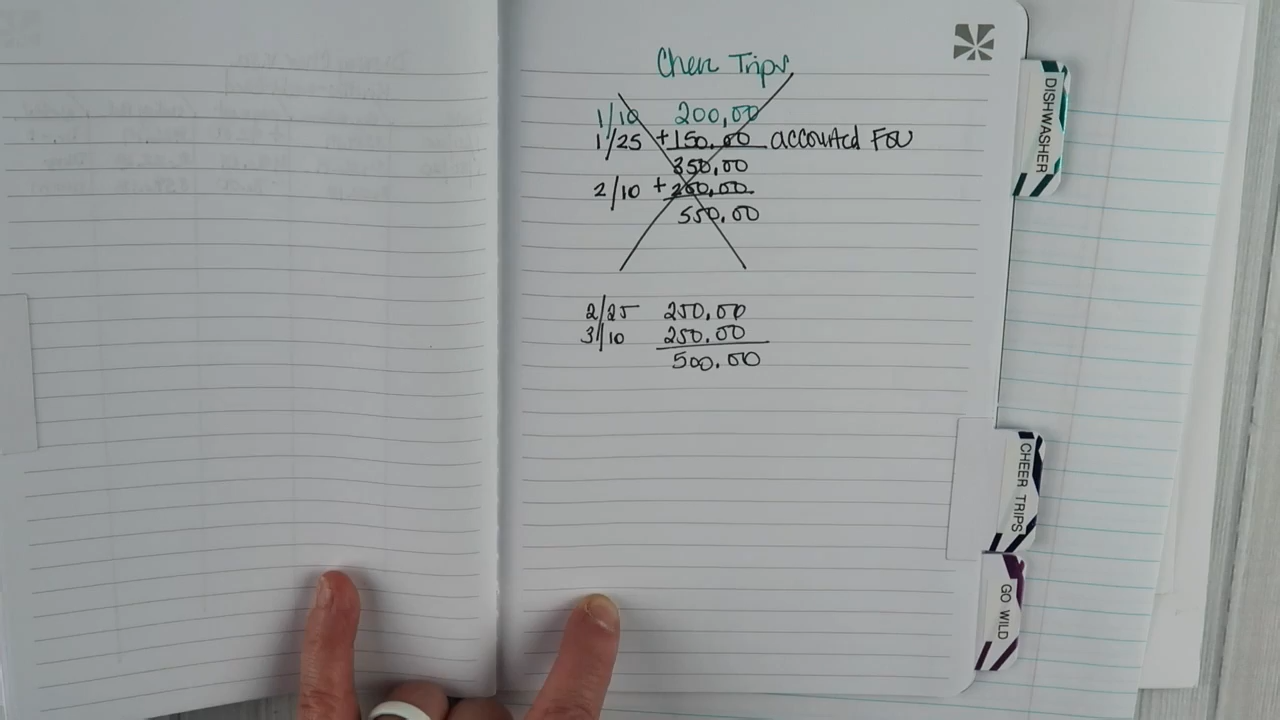 Cheer Trips
1/10 200.00
1/25 +150.00 accounted For
350.00
2/10 +200.00
550.00
2/25 250.00
3/10 250.00
500.00
DISHWASHER
CHEER TRIPS
GO WILD